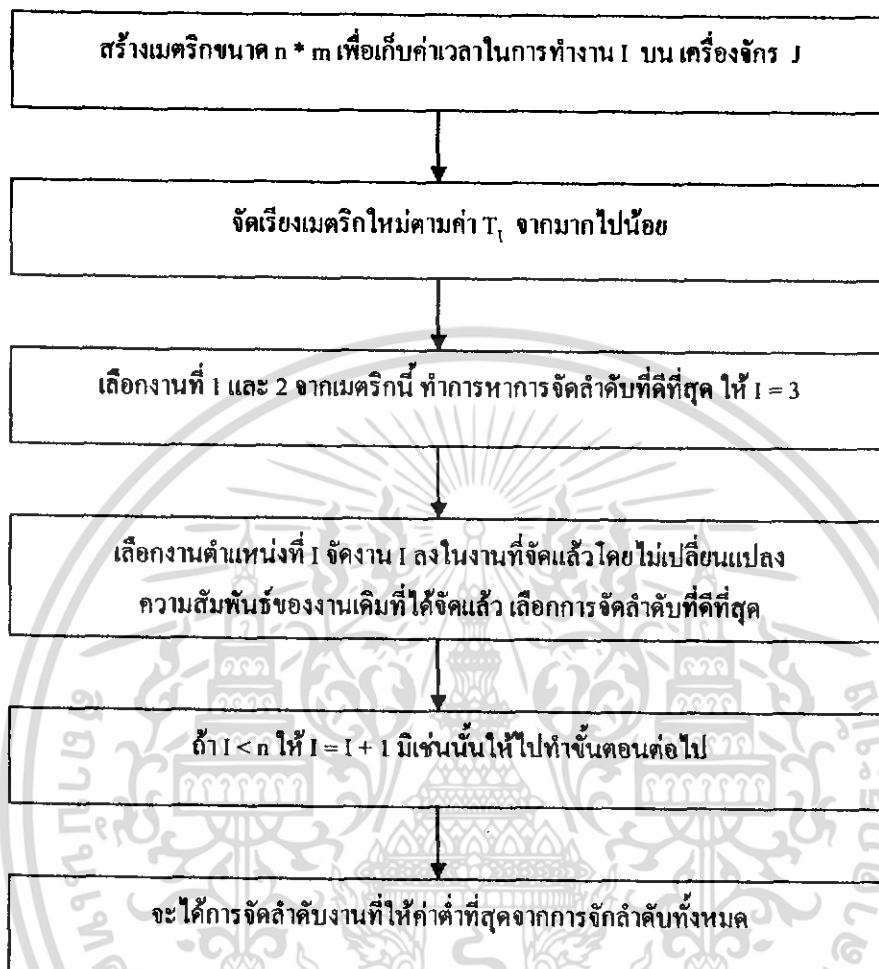 สร้างเมตริกขนาด n * m เพื่อเก็บค่าเวลาในการทำงาน I บน เครื่องจักร J
จัดเรียงเมตริกใหม่ตามค่า T_I จากมากไปน้อย
เลือกงานที่ 1 และ 2 จากเมตริกนี้ ทำการหาการจัดลำดับที่ดีที่สุด ให้ I = 3
เลือกงานตำแหน่งที่ I จัดงาน I ลงในงานที่จัดแล้วโดยไม่เปลี่ยนแปลง
ความสัมพันธ์ของงานเดิมที่ได้จัดแล้ว เลือกการจัดลำดับที่ดีที่สุด
ถ้า I < n ให้ I = I + 1 มิเช่นนั้นให้ไปทำขั้นตอนต่อไป
จะได้การจัดลำดับงานที่ให้ค่าต่ำที่สุดจากการจักลำดับทั้งหมด